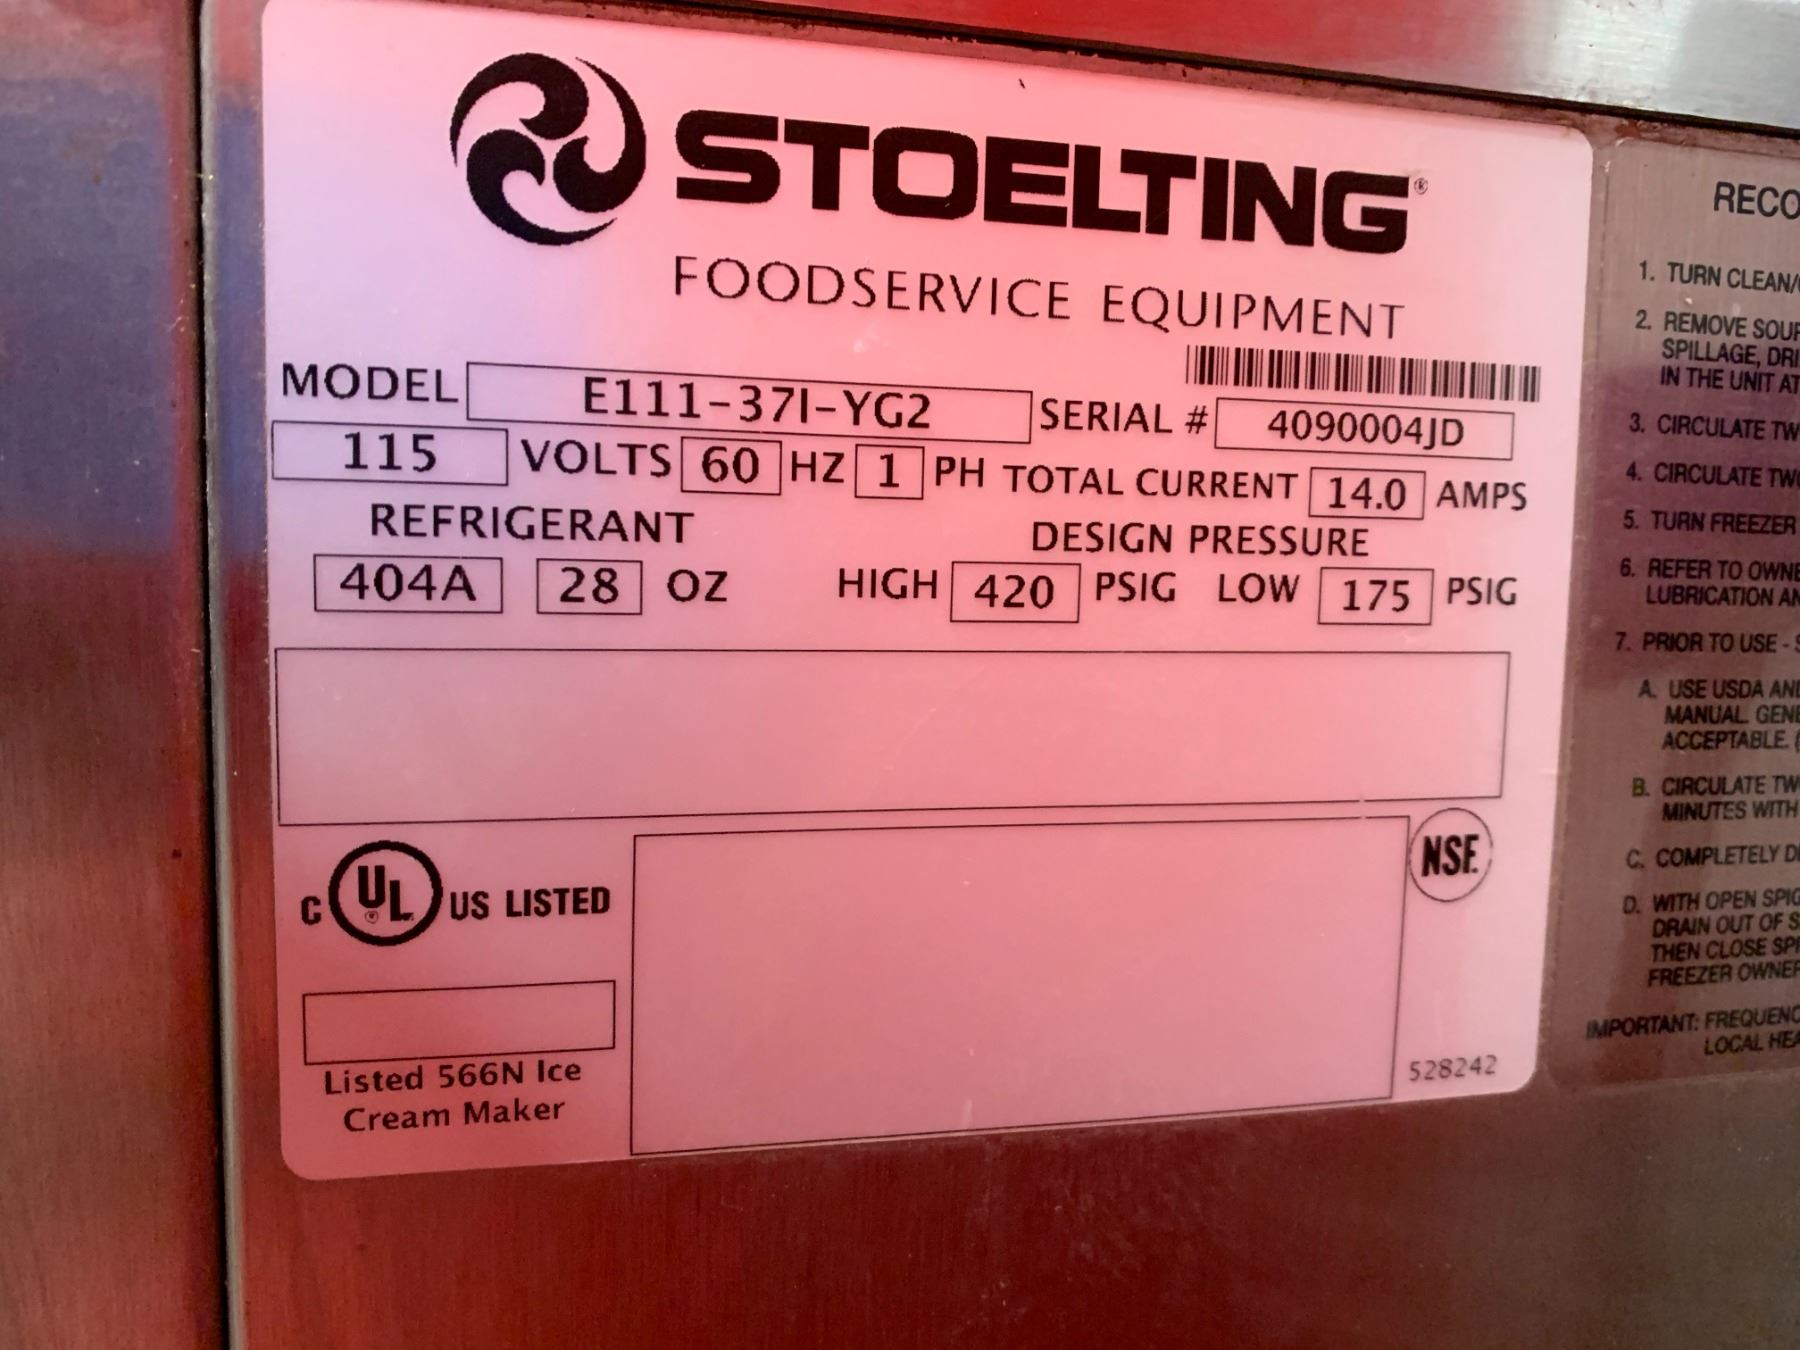 STOELTING®
FOODSERVICE EQUIPMENT
MODEL E111-37I-YG2 SERIAL # 4090004JD
115 VOLTS 60 HZ 1 PH TOTAL CURRENT 14.0 AMPS
REFRIGERANT DESIGN PRESSURE
404A 28 OZ HIGH 420 PSIG LOW 175 PSIG
C UL® US LISTED
NSF.
Listed 566N Ice
Cream Maker
528242
RECO
1. TURN CLEAN/
2. REMOVE SOUR
SPILLAGE, DRI
IN THE UNIT AT
3. CIRCULATE TW
4. CIRCULATE TWO
5. TURN FREEZER
6. REFER TO OWNE
LUBRICATION AN
7. PRIOR TO USE - S
A. USE USDA AND
MANUAL. GENE
ACCEPTABLE. (
B. CIRCULATE TW
MINUTES WITH
C. COMPLETELY D
D. WITH OPEN SPIG
DRAIN OUT OF S
THEN CLOSE SPI
FREEZER OWNER
IMPORTANT: FREQUENC
LOCAL HEA